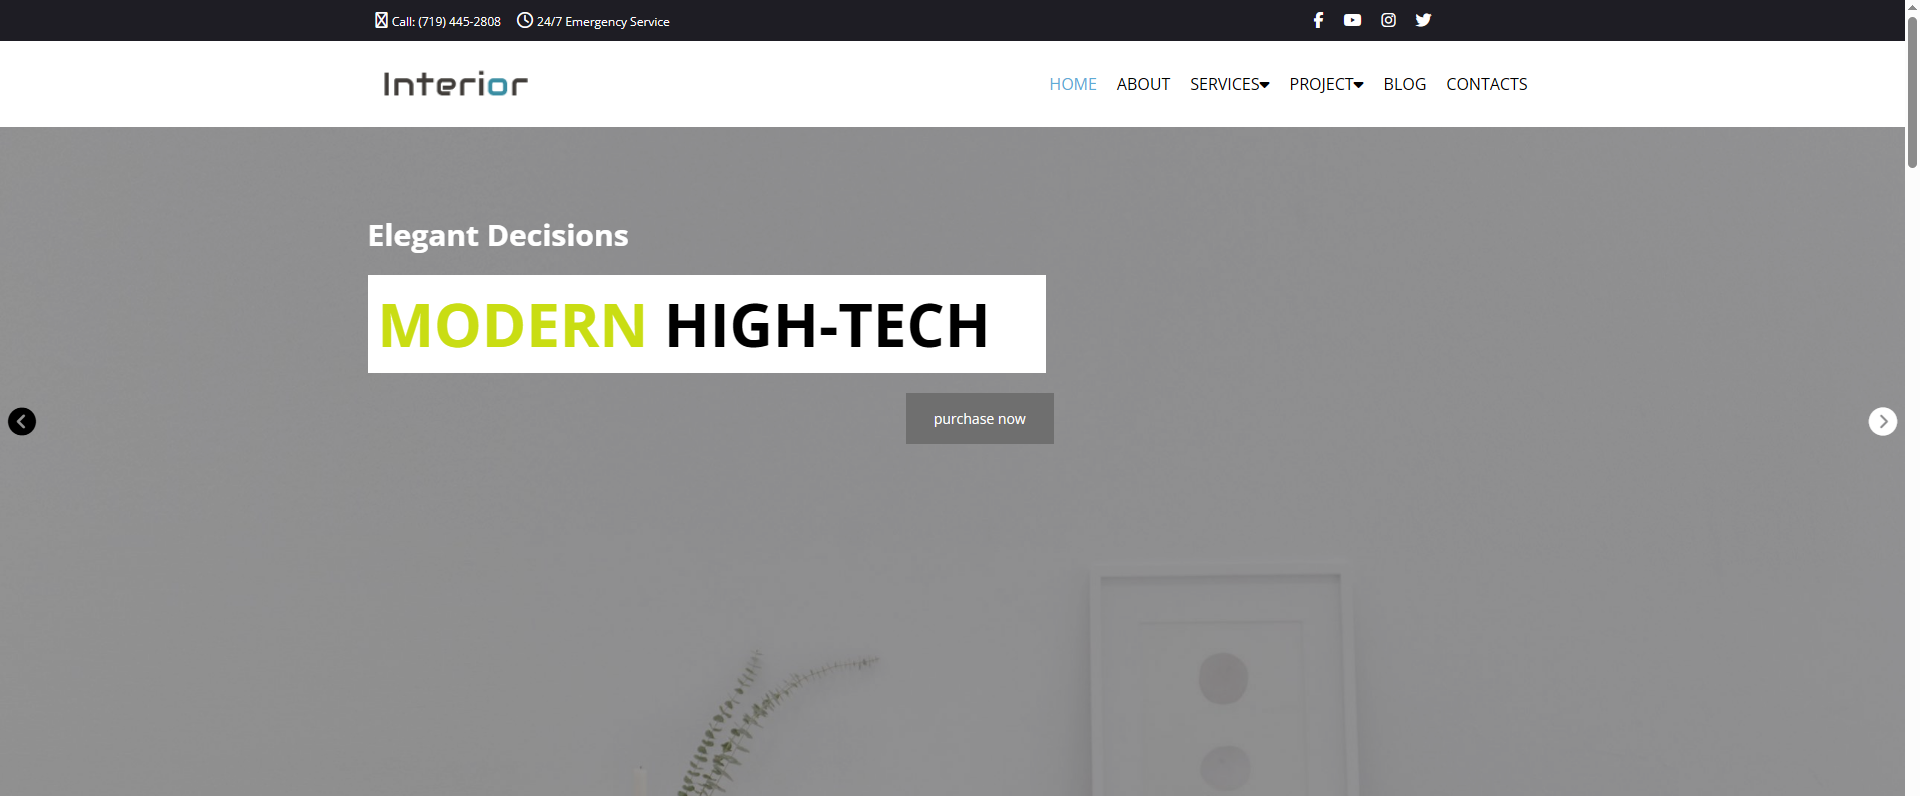 Call: (719) 445-2808 24/7 Emergency Service
Interior
HOME ABOUT SERVICES PROJECT BLOG CONTACTS
Elegant Decisions
MODERN HIGH-TECH
purchase now